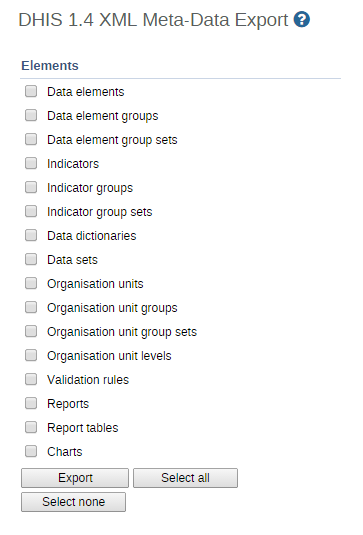 DHIS 1.4 XML Meta-Data Export ?
Elements
Data elements
Data element groups
Data element group sets
Indicators
Indicator groups
Indicator group sets
Data dictionaries
Data sets
Organisation units
Organisation unit groups
Organisation unit group sets
Organisation unit levels
Validation rules
Reports
Report tables
Charts
Export Select all
Select none